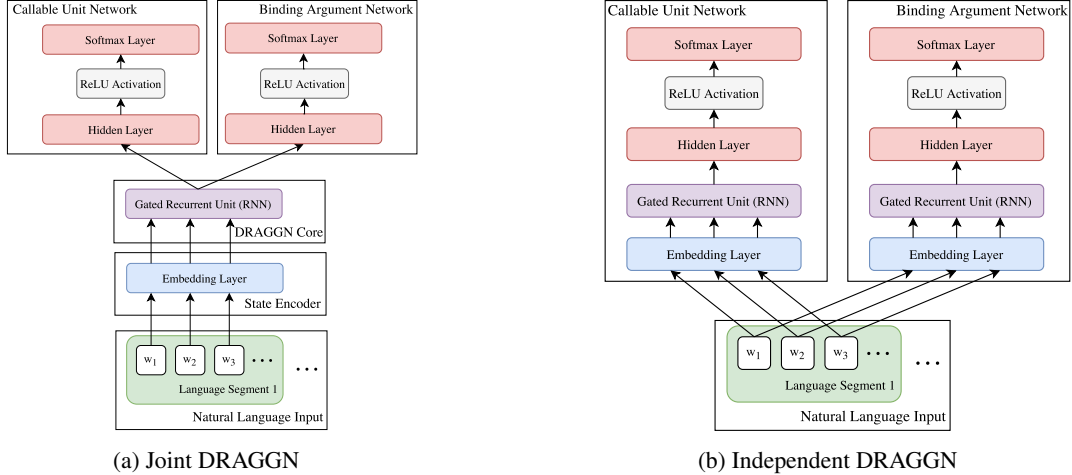 Callable Unit Network
Softmax Layer
ReLU Activation
Hidden Layer
Binding Argument Network
Softmax Layer
ReLU Activation
Hidden Layer
Gated Recurrent Unit (RNN)
DRAGGN Core
Embedding Layer
State Encoder
w1 w2 w3 ... ...
Language Segment 1
Natural Language Input
(a) Joint DRAGGN
Callable Unit Network
Softmax Layer
ReLU Activation
Hidden Layer
Gated Recurrent Unit (RNN)
Embedding Layer
Binding Argument Network
Softmax Layer
ReLU Activation
Hidden Layer
Gated Recurrent Unit (RNN)
Embedding Layer
w1 w2 w3 ... ...
Language Segment 1
Natural Language Input
(b) Independent DRAGGN